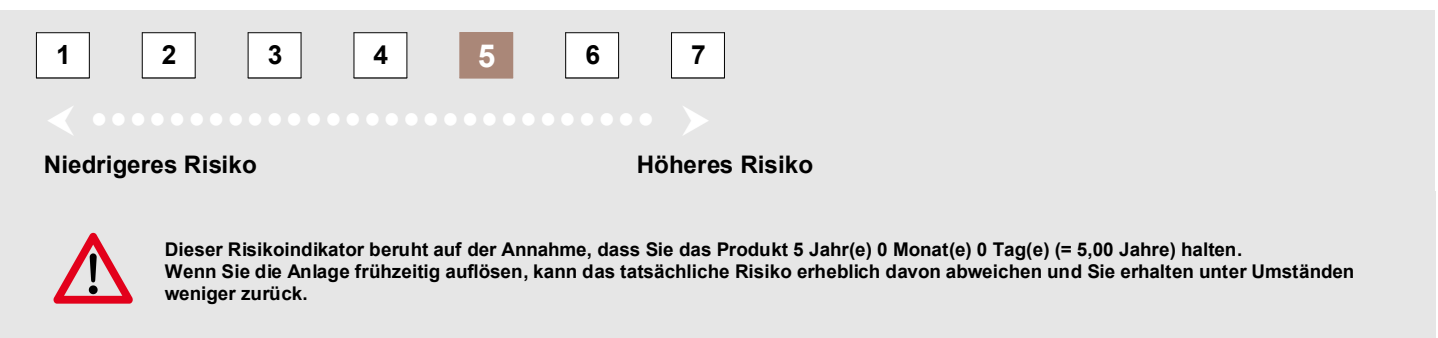 1 2 3 4 5 6 7
Niedrigeres Risiko Höheres Risiko
Dieser Risikoindikator beruht auf der Annahme, dass Sie das Produkt 5 Jahr(e) 0 Monat(e) 0 Tag(e) (= 5,00 Jahre) halten.
Wenn Sie die Anlage frühzeitig auflösen, kann das tatsächliche Risiko erheblich davon abweichen und Sie erhalten unter Umständen
weniger zurück.